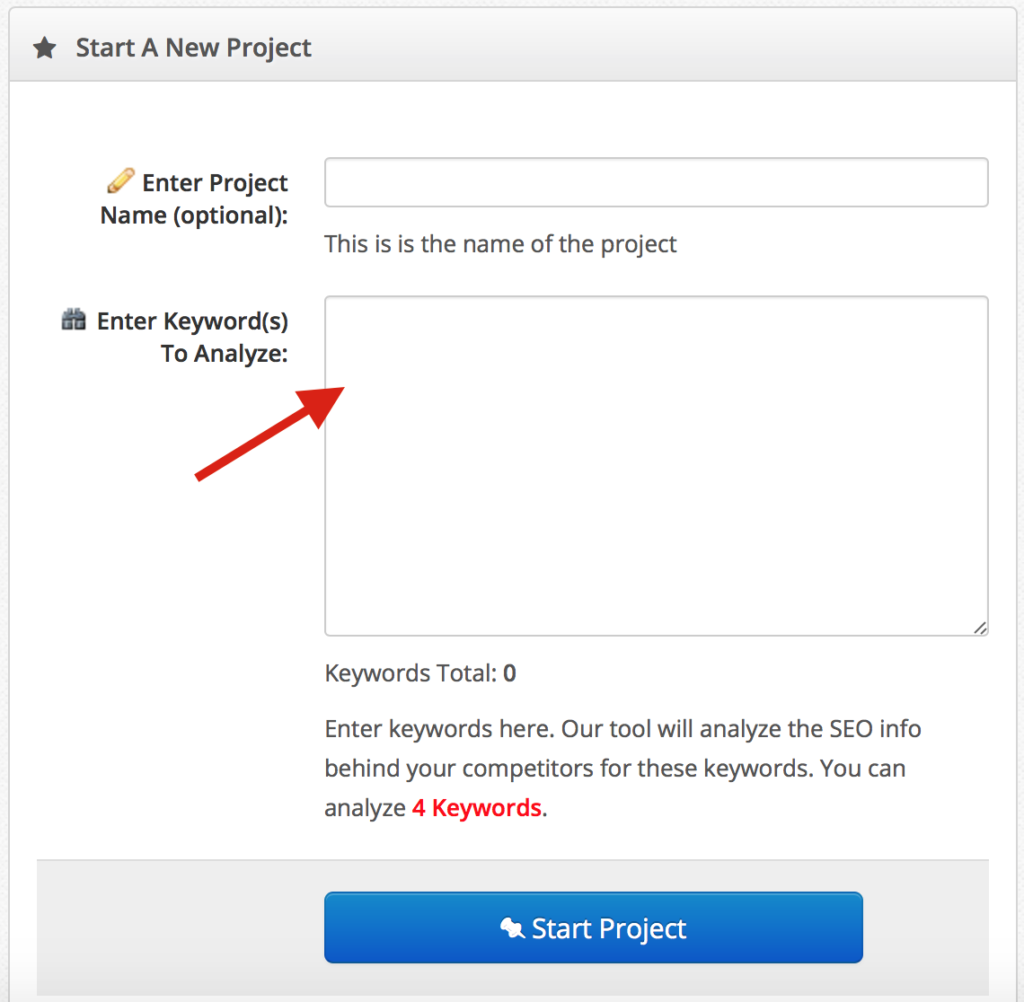 Start A New Project
Enter Project
Name (optional):
This is is the name of the project
Enter Keyword(s)
To Analyze:
Keywords Total: 0
Enter keywords here. Our tool will analyze the SEO info
behind your competitors for these keywords. You can
analyze 4 Keywords.
Start Project